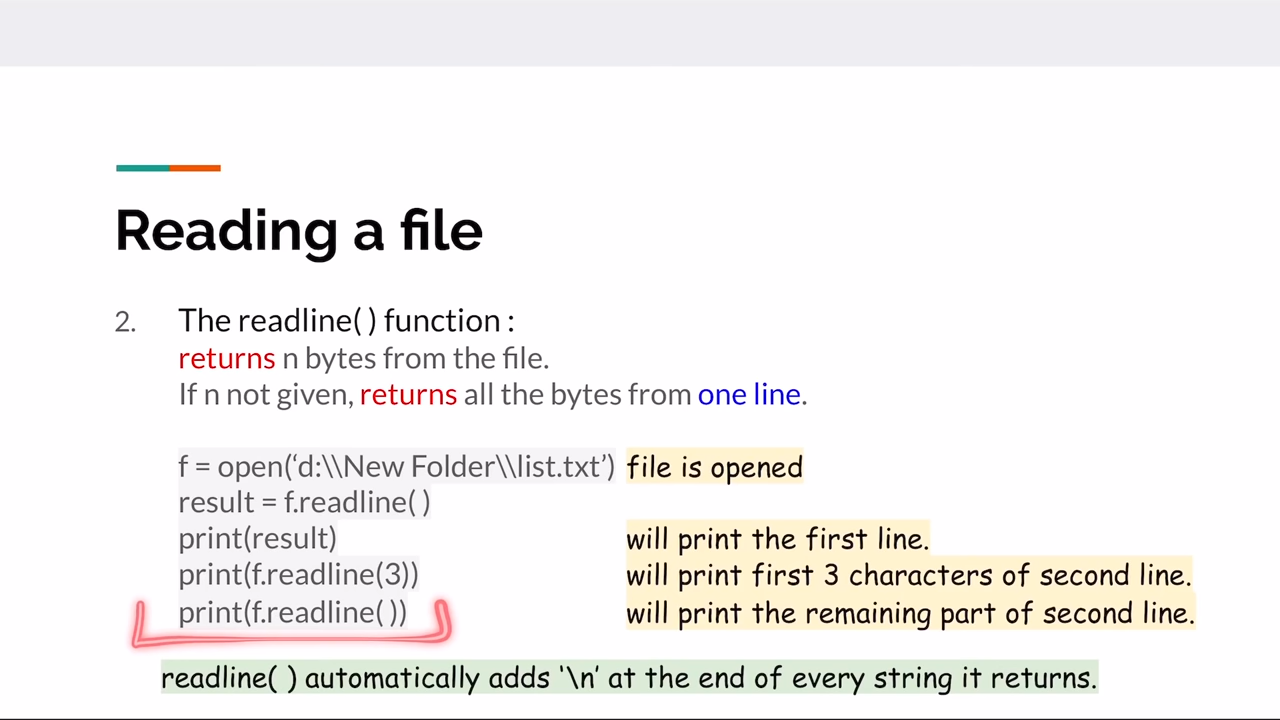 Reading a file
2. The readline( ) function :
returns n bytes from the file.
If n not given, returns all the bytes from one line.
f = open(‘d:\\New Folder\\list.txt’) file is opened
result = f.readline( )
print(result) will print the first line.
print(f.readline(3)) will print first 3 characters of second line.
print(f.readline( )) will print the remaining part of second line.
readline( ) automatically adds ‘\n’ at the end of every string it returns.